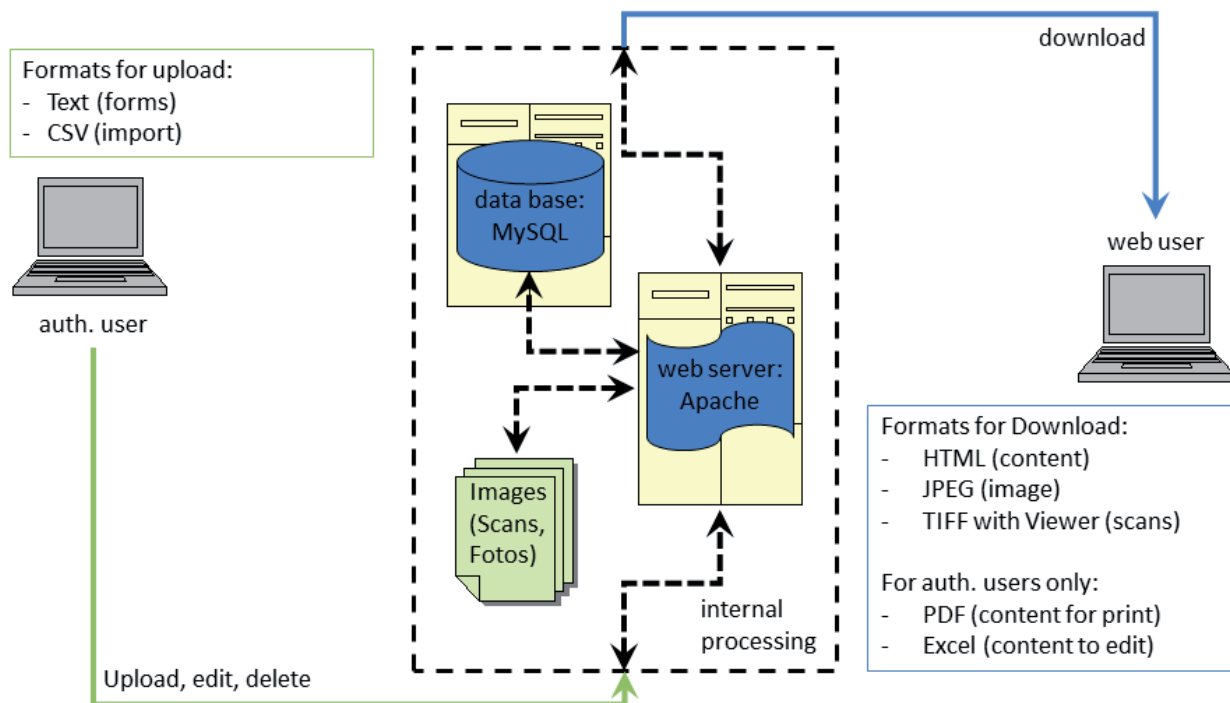 Formats for upload:
- Text (forms)
- CSV (import)
auth. user
Upload, edit, delete
data base:
MySQL
web server:
Apache
Images
(Scans,
Fotos)
internal
processing
download
web user
Formats for Download:
- HTML (content)
- JPEG (image)
- TIFF with Viewer (scans)
For auth. users only:
- PDF (content for print)
- Excel (content to edit)